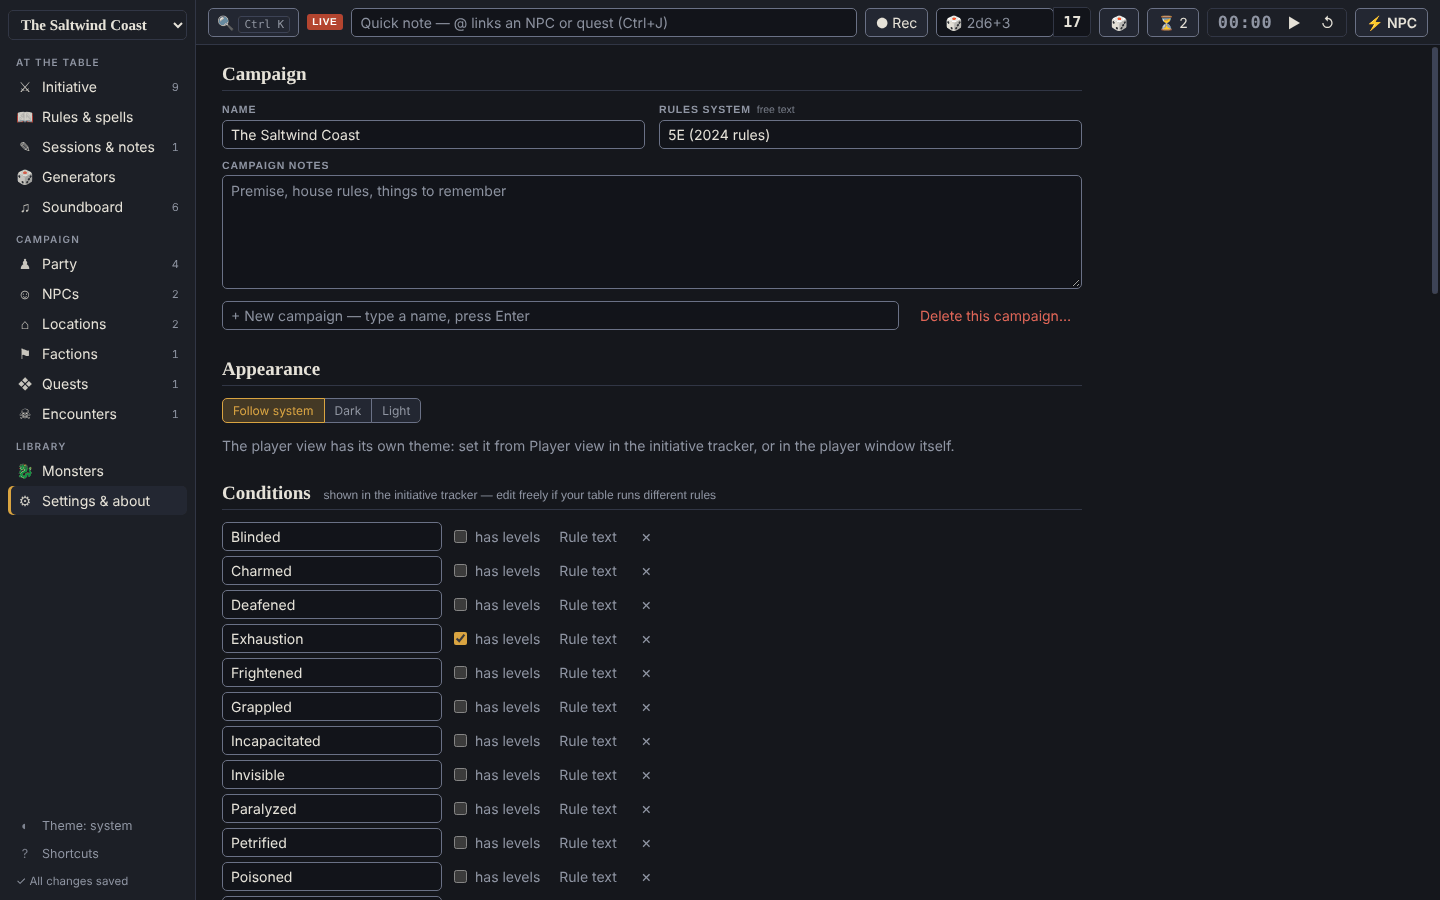 The Saltwind Coast
AT THE TABLE
Initiative 9
Rules & spells
Sessions & notes 1
Generators
Soundboard 6
CAMPAIGN
Party 4
NPCs 2
Locations 2
Factions 1
Quests 1
Encounters 1
LIBRARY
Monsters
Settings & about
Theme: system
? Shortcuts
✓ All changes saved
Ctrl K LIVE Quick note — @ links an NPC or quest (Ctrl+J) Rec 2d6+3 17 2 00:00 NPC
Campaign
NAME
The Saltwind Coast
RULES SYSTEM free text
5E (2024 rules)
CAMPAIGN NOTES
Premise, house rules, things to remember
+ New campaign — type a name, press Enter
Delete this campaign...
Appearance
Follow system Dark Light
The player view has its own theme: set it from Player view in the initiative tracker, or in the player window itself.
Conditions shown in the initiative tracker — edit freely if your table runs different rules
Blinded has levels Rule text ×
Charmed has levels Rule text ×
Deafened has levels Rule text ×
Exhaustion has levels Rule text ×
Frightened has levels Rule text ×
Grappled has levels Rule text ×
Incapacitated has levels Rule text ×
Invisible has levels Rule text ×
Paralyzed has levels Rule text ×
Petrified has levels Rule text ×
Poisoned has levels Rule text ×